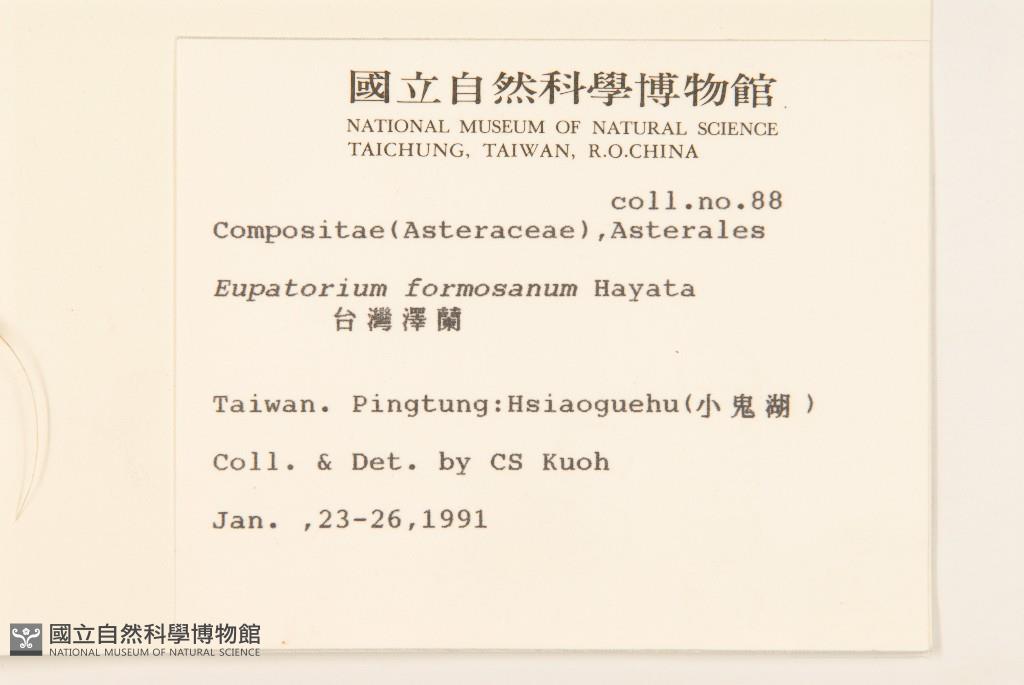 國立自然科學博物館
NATIONAL MUSEUM OF NATURAL SCIENCE
TAICHUNG, TAIWAN, R.O.CHINA
coll.no.88
Compositae(Asteraceae),Asterales
Eupatorium formosanum Hayata
台灣澤蘭
Taiwan. Pingtung:Hsiaoguehu(小鬼湖)
Coll. & Det. by CS Kuoh
Jan. ,23-26,1991
國立自然科學博物館
NATIONAL MUSEUM OF NATURAL SCIENCE